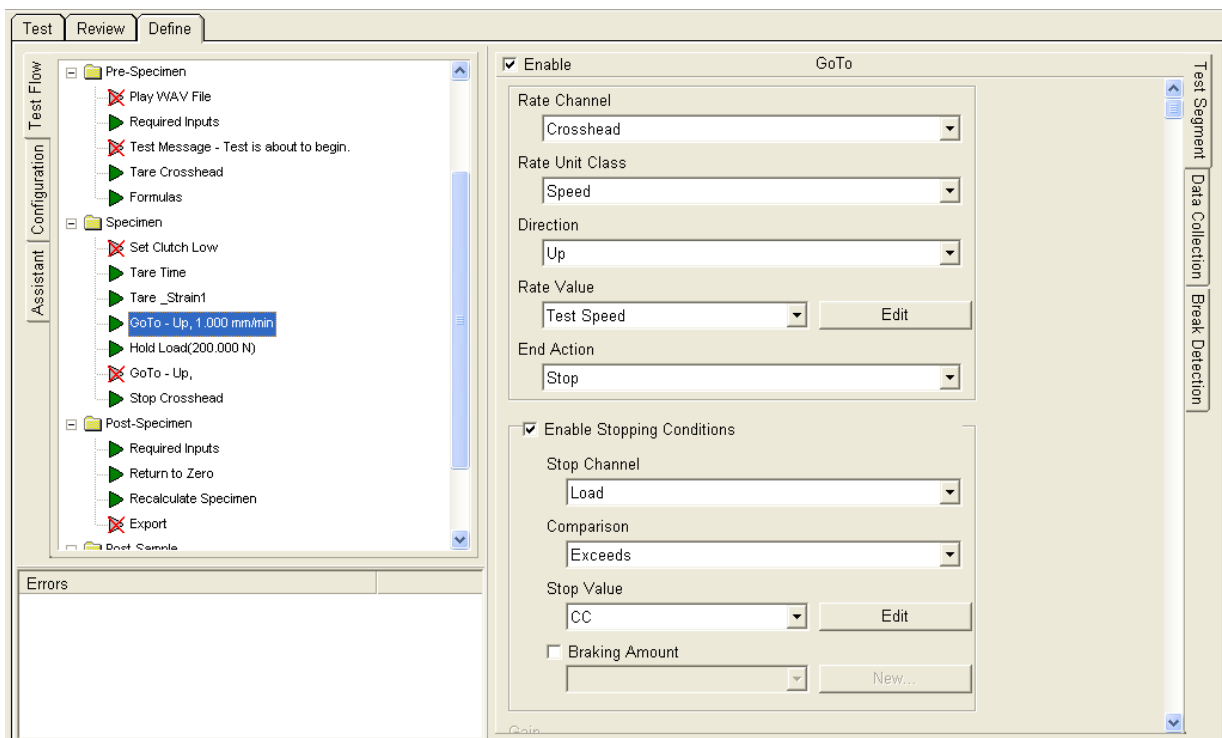 Test Review Define
Test Flow
Configuration
Assistant
Pre-Specimen
Play WAV File
Required Inputs
Test Message - Test is about to begin.
Tare Crosshead
Formulas
Specimen
Set Clutch Low
Tare Time
Tare _Strain1
GoTo - Up, 1.000 mm/min
Hold Load(200.000 N)
GoTo - Up,
Stop Crosshead
Post-Specimen
Required Inputs
Return to Zero
Recalculate Specimen
Export
Post-Sample
Errors
Enable GoTo
Rate Channel
Crosshead
Rate Unit Class
Speed
Direction
Up
Rate Value
Test Speed Edit
End Action
Stop
Enable Stopping Conditions
Stop Channel
Load
Comparison
Exceeds
Stop Value
CC Edit
Braking Amount
New...
Gain
Test Segment
Data Collection
Break Detection